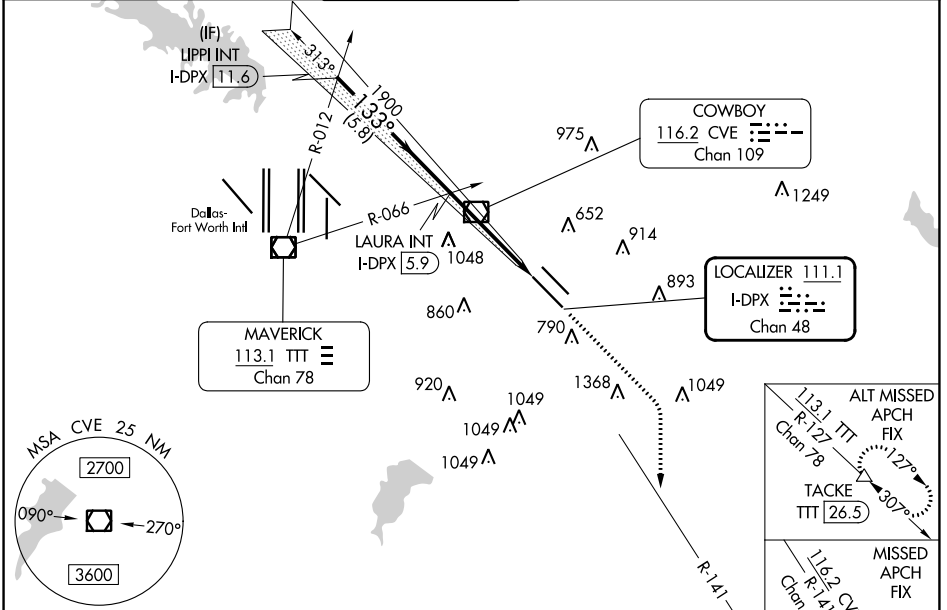 (IF)
LIPPI INT
I-DPX 11.6
313°
1900
133°
(5.8)
R-012
COWBOY
116.2 CVE
Chan 109
975
1249
Dallas-
Fort Worth Intl
R-066
LAURA INT
I-DPX 5.9
1048
652
914
LOCALIZER 111.1
I-DPX
Chan 48
893
860
790
MAVERICK
113.1 TTT
Chan 78
920
1368
1049
1049
1049
1049
MSA CVE 25 NM
2700
090°
270°
3600
R-141
ALT MISSED
APCH
FIX
113.1 TTT
R-127
Chan 78
127°
307°
TACKE
TTT 26.5
MISSED
APCH
FIX
116.2 CV
R-141
Chan